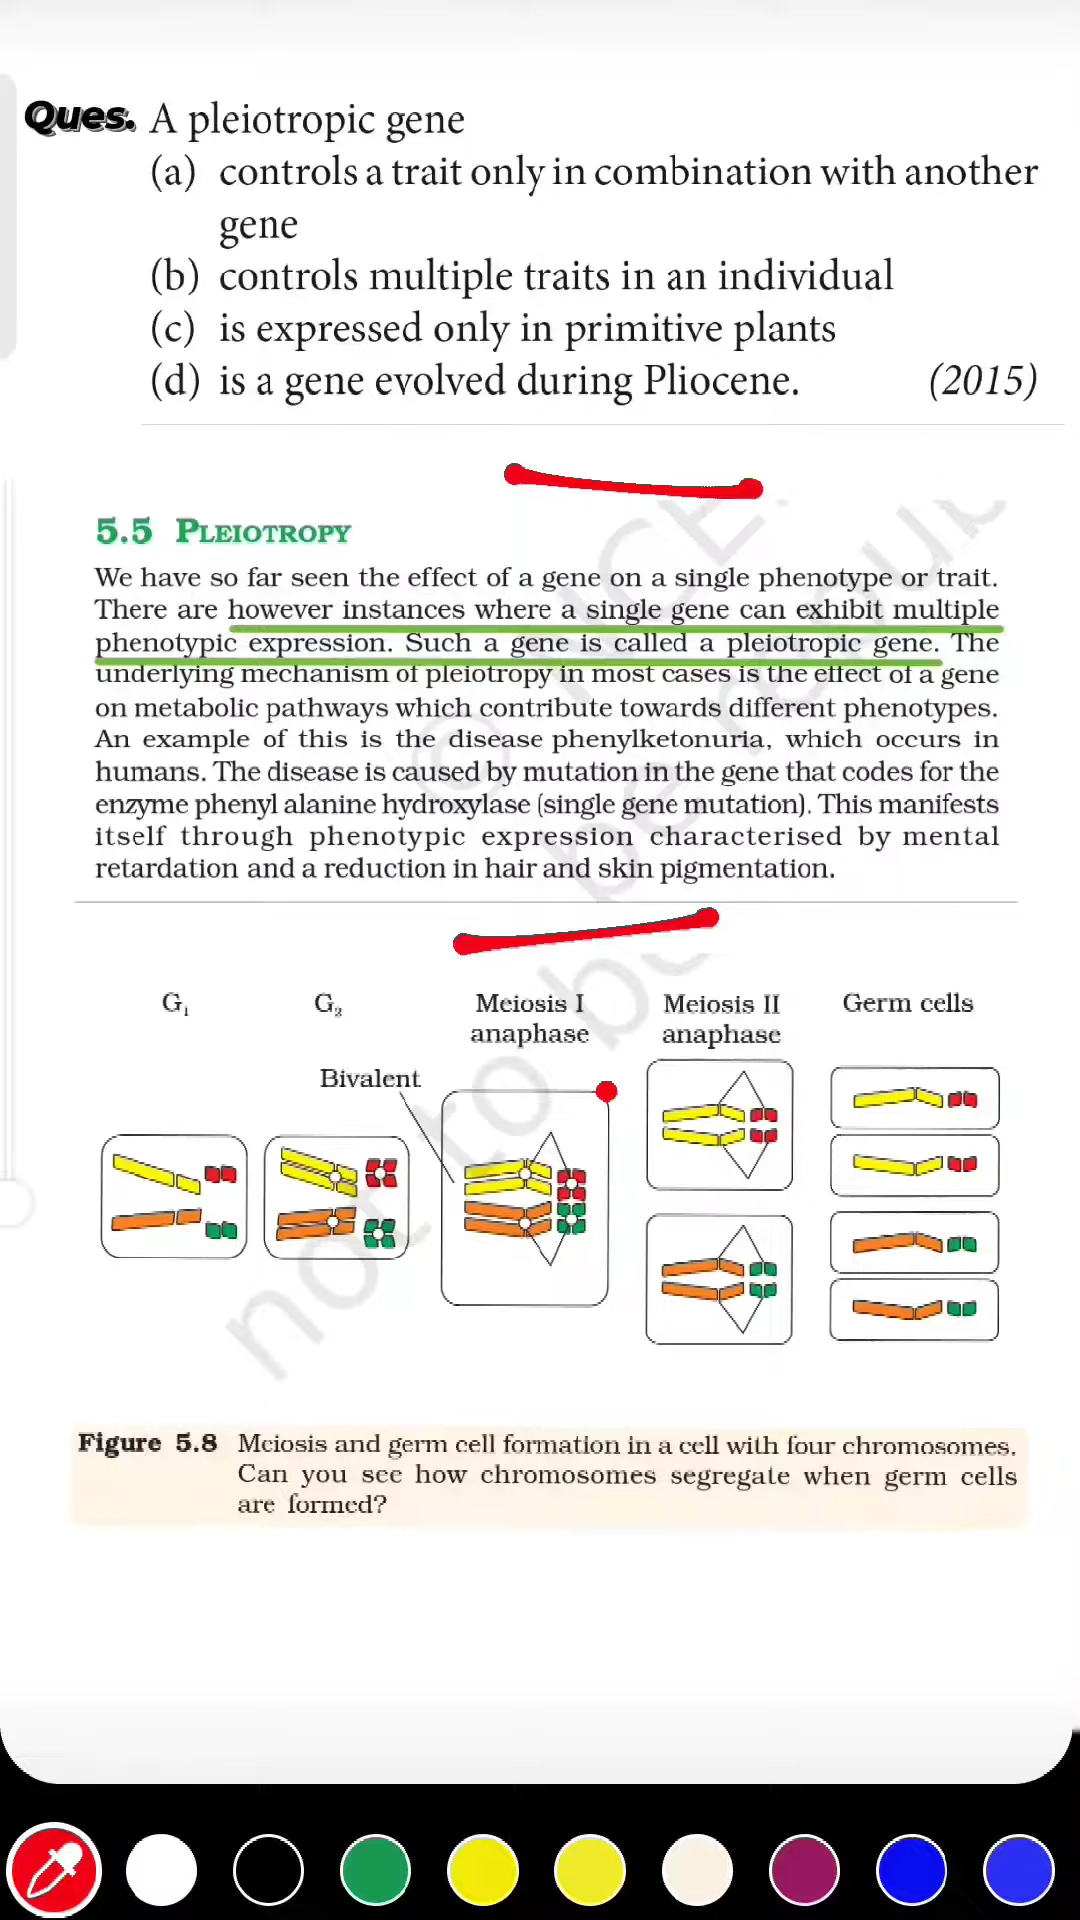 Ques. A pleiotropic gene
(a) controls a trait only in combination with another
gene
(b) controls multiple traits in an individual
(c) is expressed only in primitive plants
(d) is a gene evolved during Pliocene. (2015)
5.5 PLEIOTROPY
We have so far seen the effect of a gene on a single phenotype or trait.
There are however instances where a single gene can exhibit multiple
phenotypic expression. Such a gene is called a pleiotropic gene. The
underlying mechanism of pleiotropy in most cases is the effect of a gene
on metabolic pathways which contribute towards different phenotypes.
An example of this is the disease phenylketonuria, which occurs in
humans. The disease is caused by mutation in the gene that codes for the
enzyme phenyl alanine hydroxylase (single gene mutation). This manifests
itself through phenotypic expression characterised by mental
retardation and a reduction in hair and skin pigmentation.
© NCE
not to be repu
G₁ G₂ Meiosis I Meiosis II Germ cells
anaphase anaphase
Bivalent
Figure 5.8 Meiosis and germ cell formation in a cell with four chromosomes.
Can you see how chromosomes segregate when germ cells
are formed?